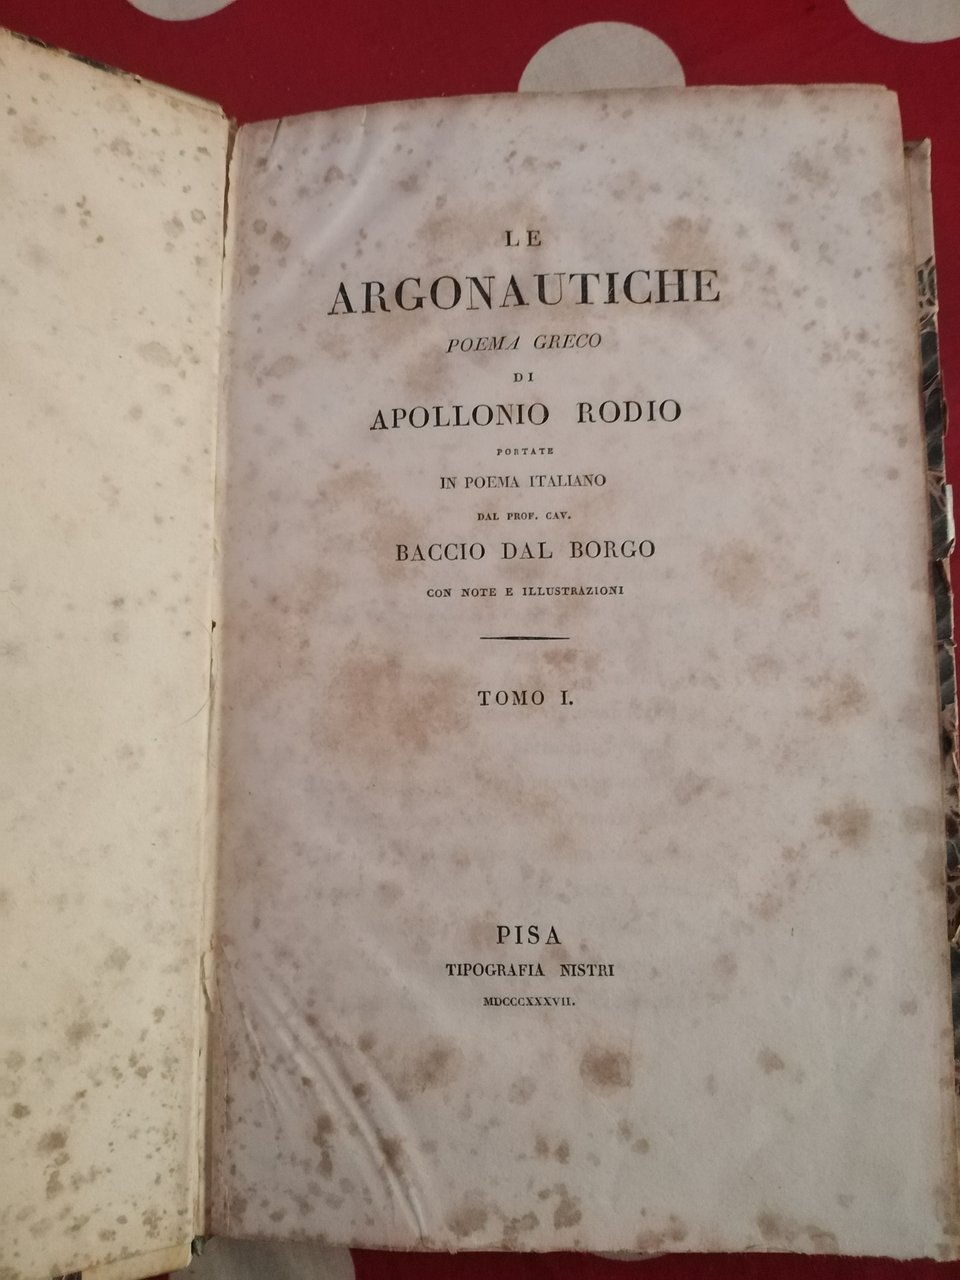 LE
ARGONAUTICHE
POEMA GRECO
DI
APOLLONIO RODIO
PORTATE
IN POEMA ITALIANO
DAL PROF. CAV.
BACCIO DAL BORGO
CON NOTE E ILLUSTRAZIONI
TOMO I.
PISA
TIPOGRAFIA NISTRI
MDCCCXXXVII.